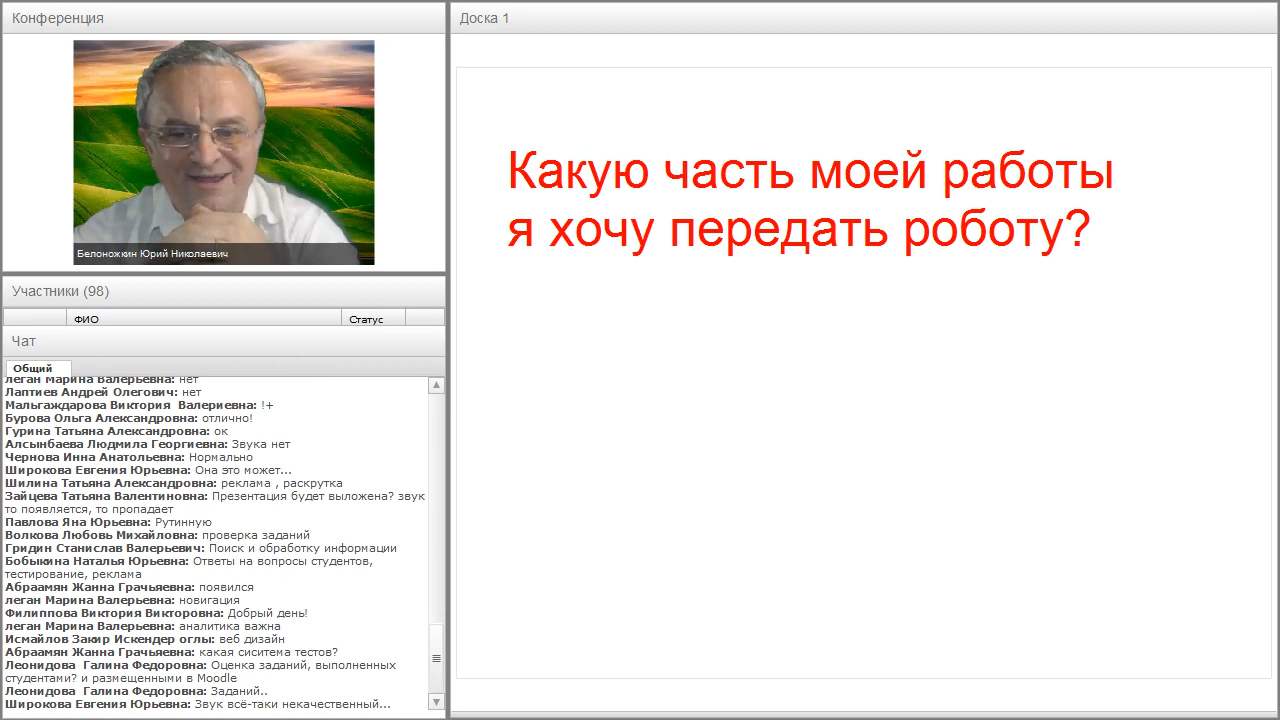 Конференция
Белоножкин Юрий Николаевич
Участники (98)
ФИО Статус
Чат
Общий
леган Марина Валерьевна: нет
Лаптиев Андрей Олегович: нет
Мальгаждарова Виктория Валериевна: !+
Бурова Ольга Александровна: отлично!
Гурина Татьяна Александровна: ок
Алсынбаева Людмила Георгиевна: Звука нет
Чернова Инна Анатольевна: Нормально
Широкова Евгения Юрьевна: Она это может...
Шилина Татьяна Александровна: реклама , раскрутка
Зайцева Татьяна Валентиновна: Презентация будет выложена? звук
то появляется, то пропадает
Павлова Яна Юрьевна: Рутинную
Волкова Любовь Михайловна: проверка заданий
Гридин Станислав Валерьевич: Поиск и обработку информации
Бобыкина Наталья Юрьевна: Ответы на вопросы студентов,
тестирование, реклама
Абраамян Жанна Грачьяевна: появился
леган Марина Валерьевна: новигация
Филиппова Виктория Викторовна: Добрый день!
леган Марина Валерьевна: аналитика важна
Исмайлов Закир Искендер оглы: веб дизайн
Абраамян Жанна Грачьяевна: какая сиситема тестов?
Леонидова Галина Федоровна: Оценка заданий, выполненных
студентами? и размещенными в Moodle
Леонидова Галина Федоровна: Заданий..
Широкова Евгения Юрьевна: Звук всё-таки некачественный...
Доска 1
Какую часть моей работы
я хочу передать роботу?